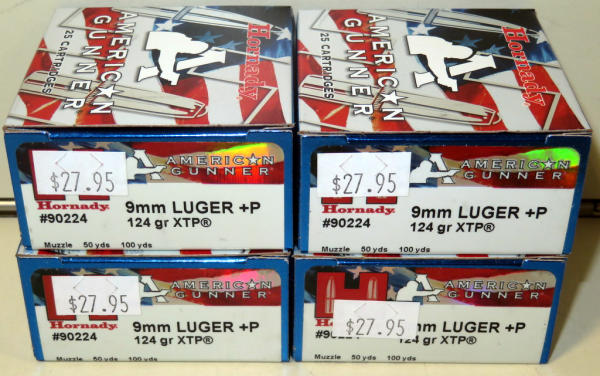 Hornady
AMERICAN
GUNNER
25 CARTRIDGES
Hornady
AMERICAN
GUNNER
25 CARTRIDGES
AMERICAN
GUNNER
$27.95
Hornady.
#90224
9mm LUGER +P
124 gr XTP®
Muzzle 50 yds 100 yds
AMERICAN
GUNNER
$27.95
Hornady.
#90224
9mm LUGER +P
124 gr XTP®
Muzzle 50 yds 100 yds
AMERICAN
GUNNER
$27.95
Hornady.
#90224
9mm LUGER +P
124 gr XTP®
Muzzle 50 yds 100 yds
H
AMERICAN
GUNNER
$27.95
LUGER +P
124 gr XTP®
Muzzle 50 yds 100 yds